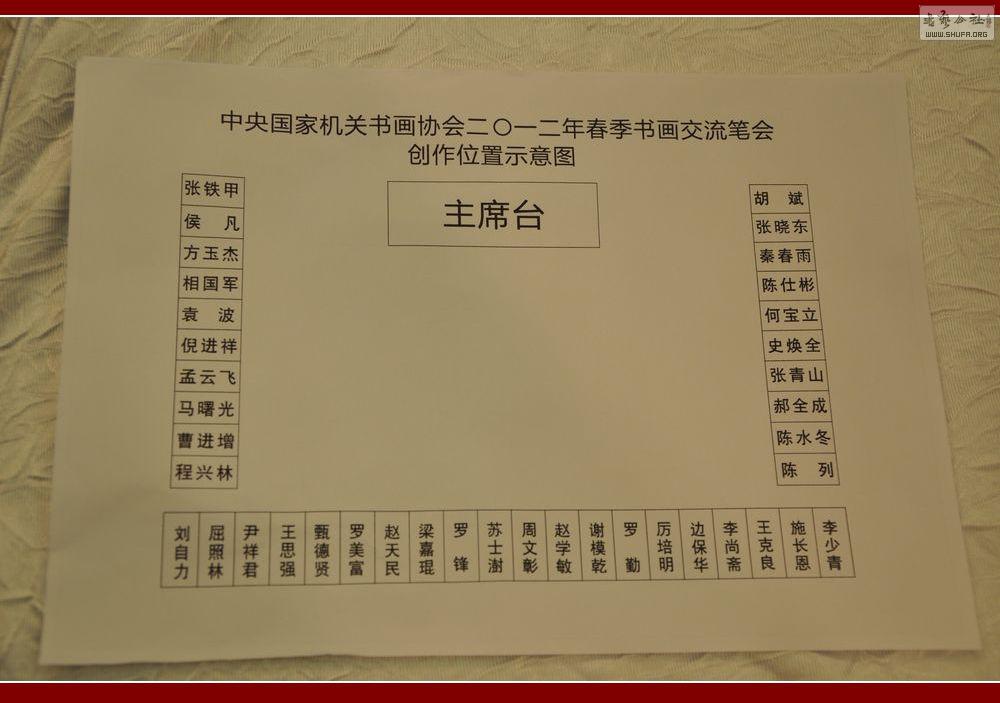 WWW.SHUFA.ORG
中央国家机关书画协会二〇一二年春季书画交流笔会
创作位置示意图
主席台
张铁甲
侯凡
方玉杰
相国军
袁波
倪进祥
孟云飞
马曙光
曹进增
程兴林
胡斌
张晓东
秦春雨
陈仕彬
何宝立
史焕全
张青山
郝全成
陈水冬
陈列
刘自力
屈照林
尹祥君
王思强
甄德贤
罗美富
赵天民
梁嘉琨
罗锋
苏士澍
周文彰
赵学敏
谢模乾
罗勤
厉培明
边保华
李尚斋
王克良
施长恩
李少青